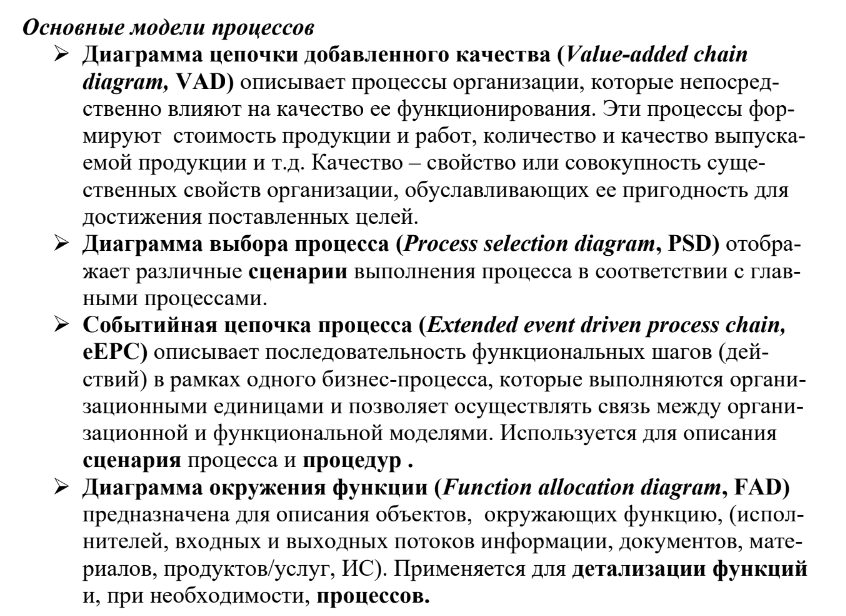 Основные модели процессов
➢ Диаграмма цепочки добавленного качества (Value-added chain
diagram, VAD) описывает процессы организации, которые непосред-
ственно влияют на качество ее функционирования. Эти процессы фор-
мируют стоимость продукции и работ, количество и качество выпуска-
емой продукции и т.д. Качество – свойство или совокупность суще-
ственных свойств организации, обуславливающих ее пригодность для
достижения поставленных целей.
➢ Диаграмма выбора процесса (Process selection diagram, PSD) отобра-
жает различные сценарии выполнения процесса в соответствии с глав-
ными процессами.
➢ Событийная цепочка процесса (Extended event driven process chain,
eEPC) описывает последовательность функциональных шагов (дей-
ствий) в рамках одного бизнес-процесса, которые выполняются органи-
зационными единицами и позволяет осуществлять связь между органи-
зационной и функциональной моделями. Используется для описания
сценария процесса и процедур .
➢ Диаграмма окружения функции (Function allocation diagram, FAD)
предназначена для описания объектов, окружающих функцию, (испол-
нителей, входных и выходных потоков информации, документов, мате-
риалов, продуктов/услуг, ИС). Применяется для детализации функций
и, при необходимости, процессов.